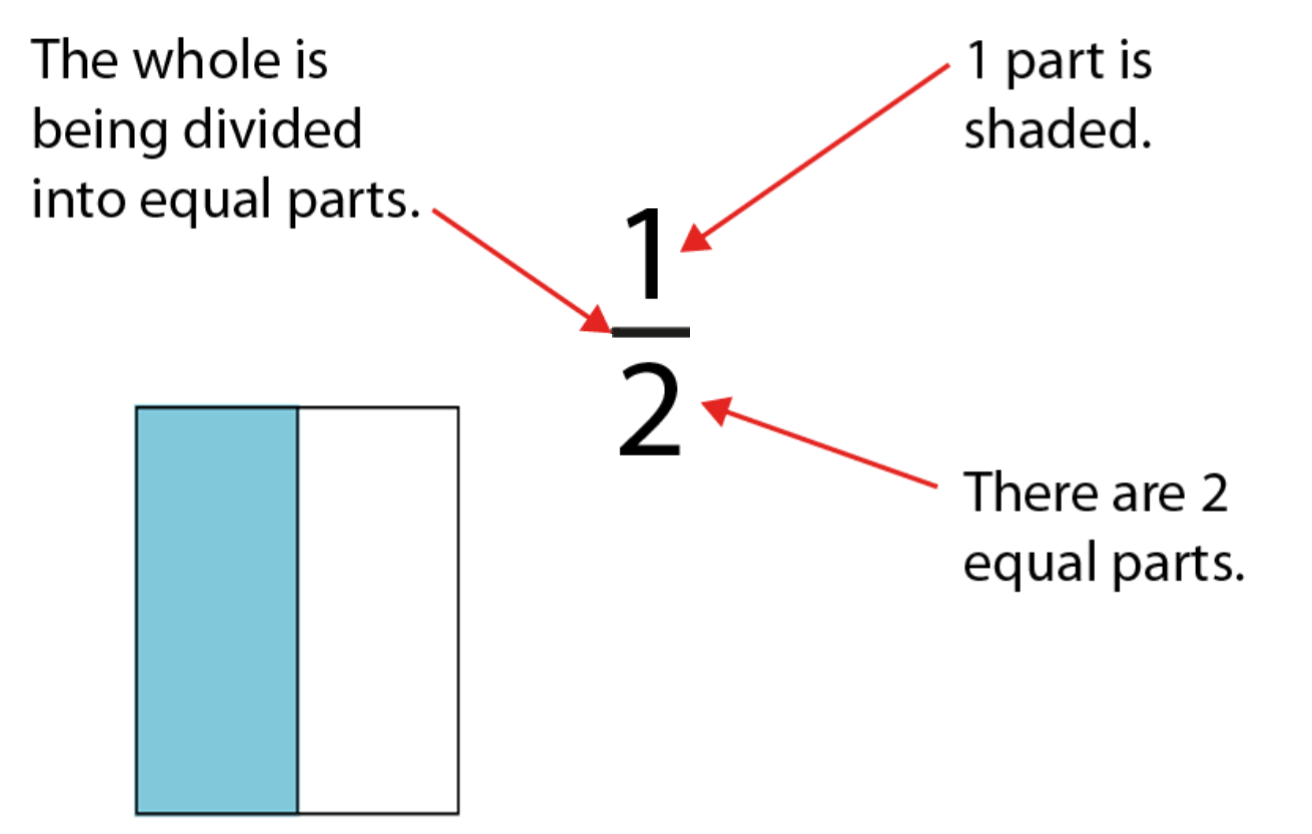 The whole is
being divided
into equal parts.
1 part is
shaded.
1
2
There are 2
equal parts.